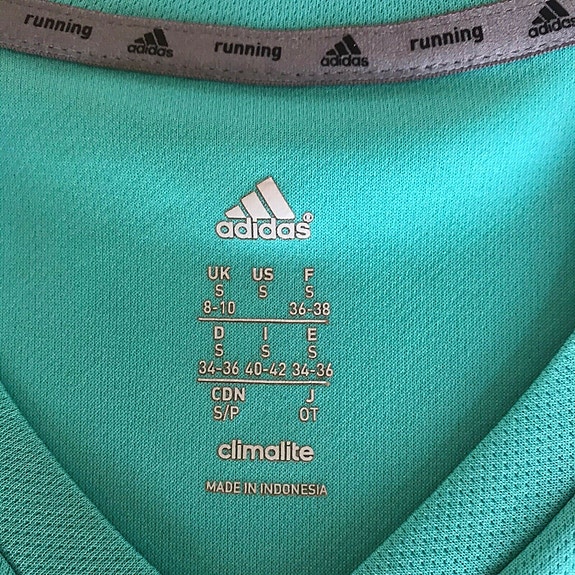 running adidas running adidas running adidas
adidas
UK US F
S S S
8-10 36-38
D I E
S S S
34-36 40-42 34-36
CDN J
S/P OT
climalite
MADE IN INDONESIA